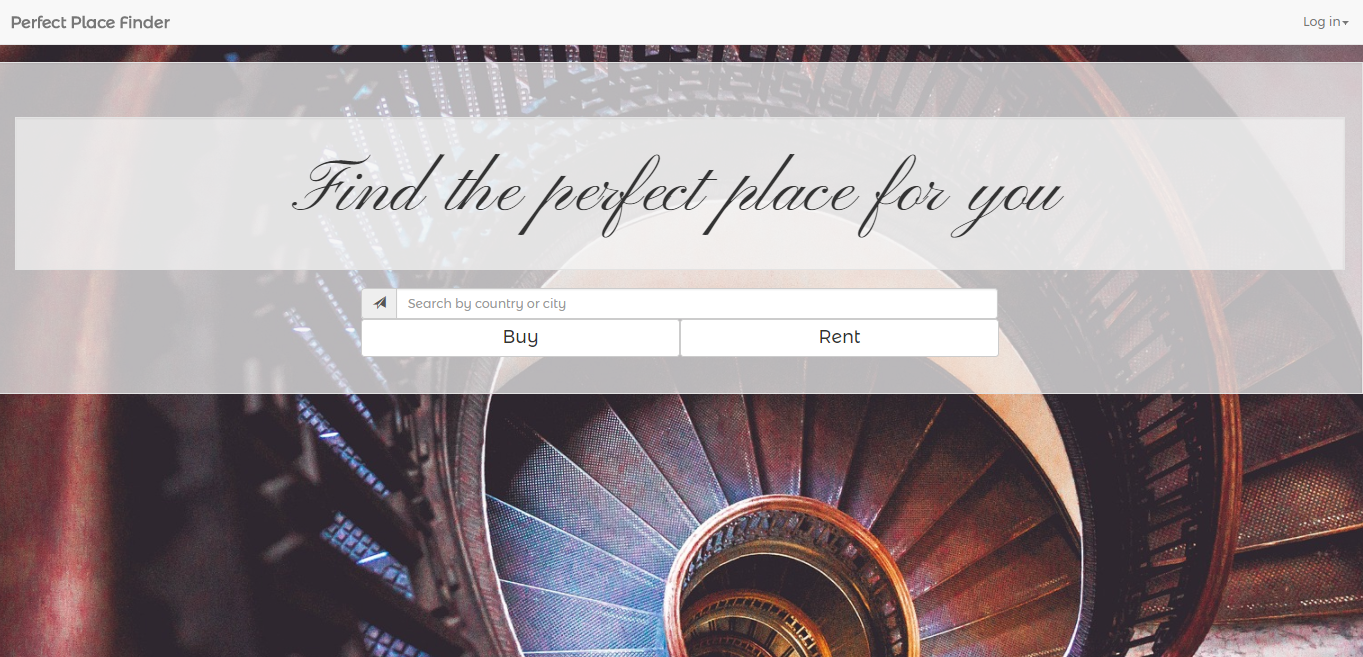 Perfect Place Finder
Log in
Find the perfect place for you
Search by country or city
Buy
Rent